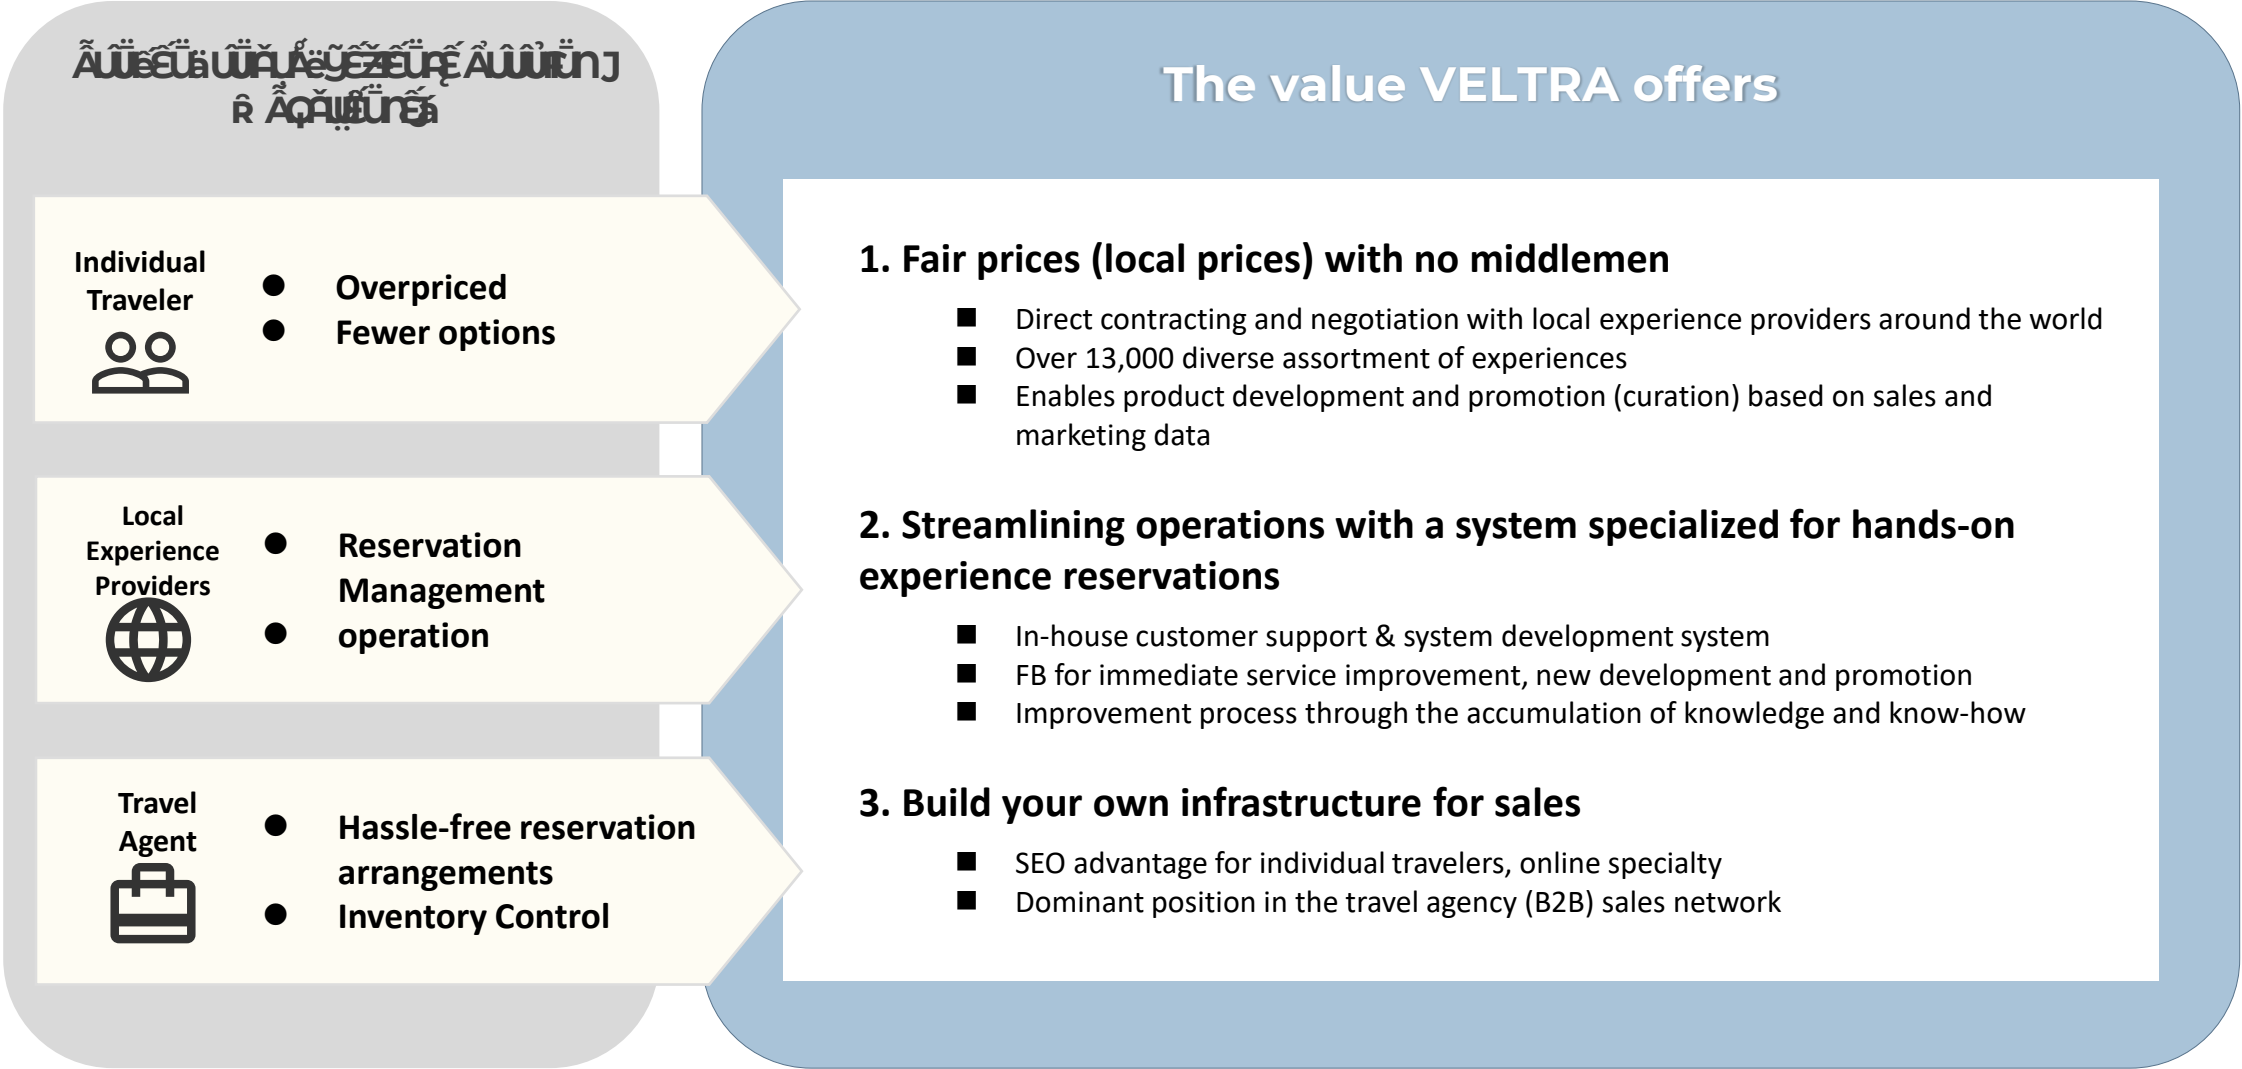 The value VELTRA offers
Individual
Traveler
● Overpriced
● Fewer options
Local
Experience
Providers
● Reservation
Management
● operation
Travel
Agent
● Hassle-free reservation
arrangements
● Inventory Control
1. Fair prices (local prices) with no middlemen
■ Direct contracting and negotiation with local experience providers around the world
■ Over 13,000 diverse assortment of experiences
■ Enables product development and promotion (curation) based on sales and
marketing data
2. Streamlining operations with a system specialized for hands-on
experience reservations
■ In-house customer support & system development system
■ FB for immediate service improvement, new development and promotion
■ Improvement process through the accumulation of knowledge and know-how
3. Build your own infrastructure for sales
■ SEO advantage for individual travelers, online specialty
■ Dominant position in the travel agency (B2B) sales network